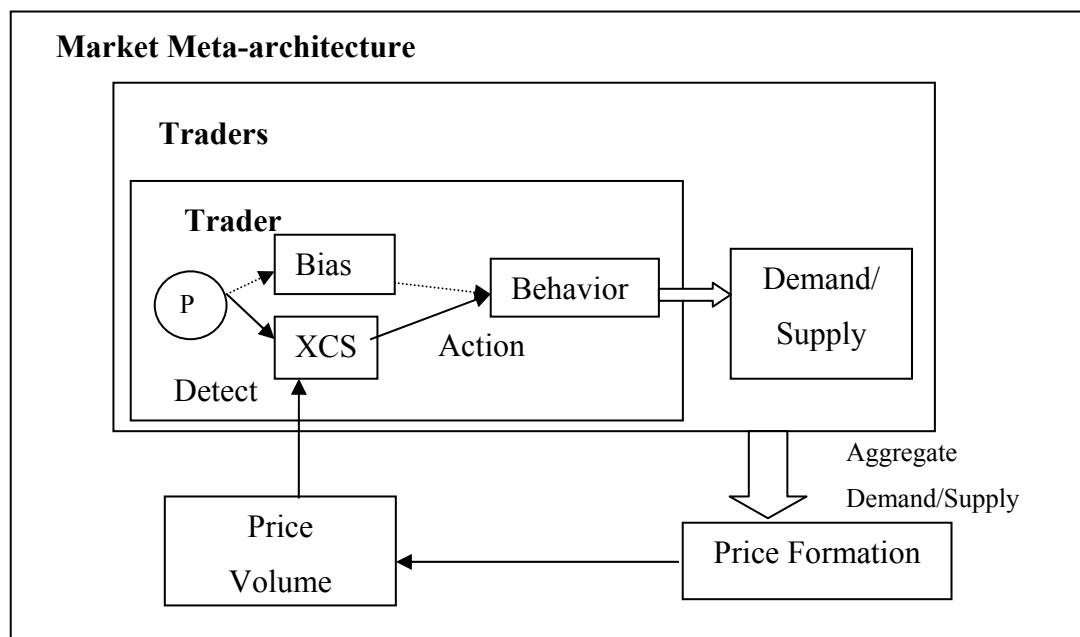 Market Meta-architecture
Traders
Trader
Bias
P
Behavior
Demand/
Supply
XCS
Action
Detect
Aggregate
Demand/Supply
Price
Volume
Price Formation